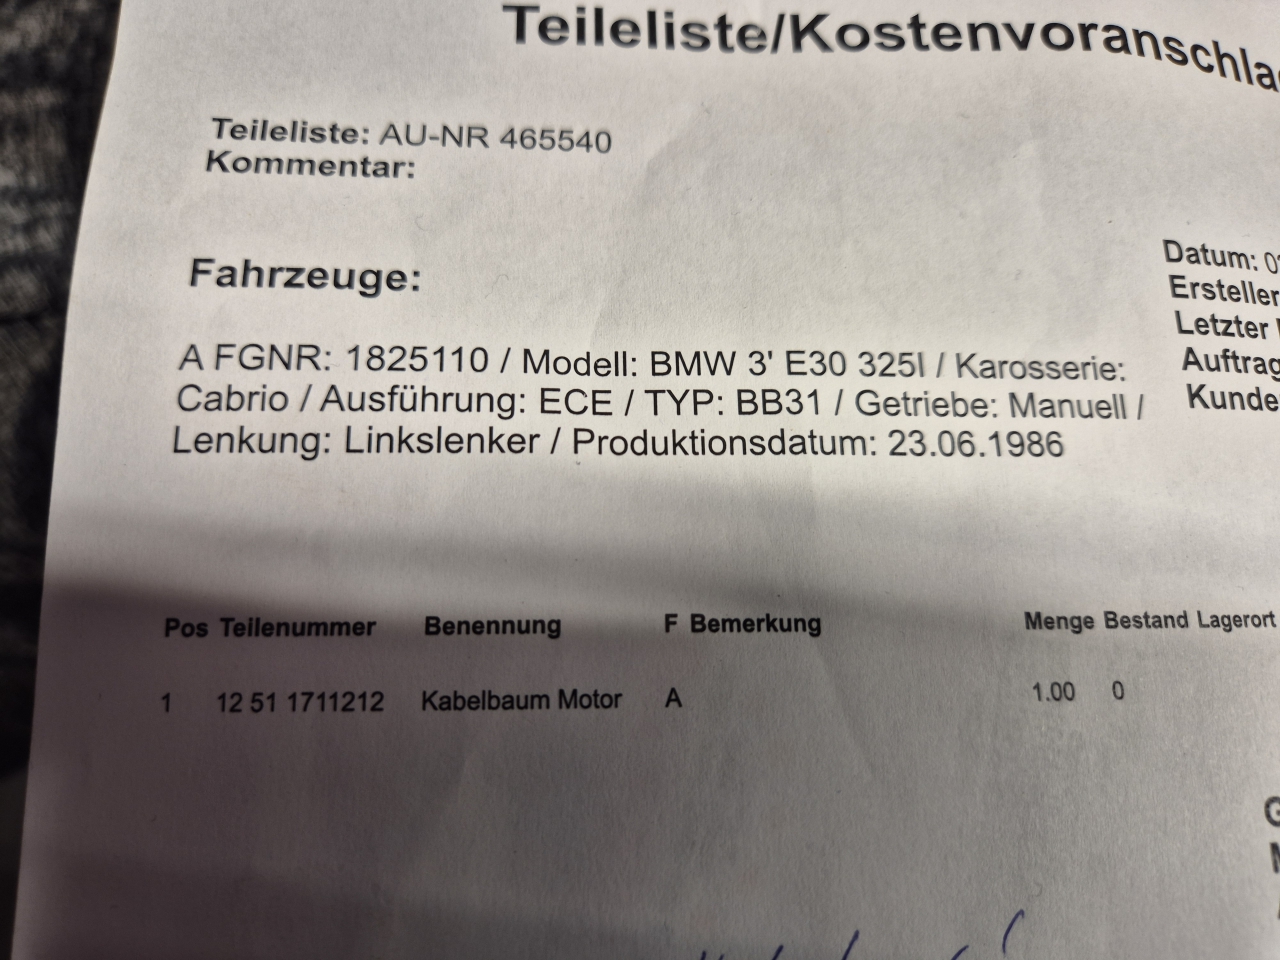 Teileliste/Kostenvoranschlag
Teileliste: AU-NR 465540
Kommentar:
Fahrzeuge:
Datum:
Ersteller
Letzter
Auftrag
Kunde
A FGNR: 1825110 / Modell: BMW 3' E30 325I / Karosserie:
Cabrio / Ausführung: ECE / TYP: BB31 / Getriebe: Manuell /
Lenkung: Linkslenker / Produktionsdatum: 23.06.1986
Pos Teilenummer Benennung F Bemerkung Menge Bestand Lagerort
1 12 51 1711212 Kabelbaum Motor A 1.00 0